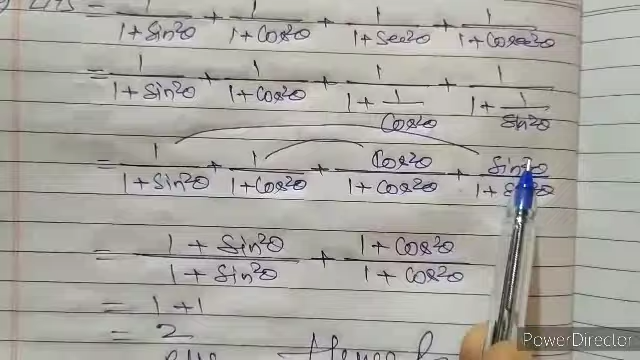 LHS = 1/(1+Sin²θ) + 1/(1+Cos²θ) + 1/(1+Sec²θ) + 1/(1+Cosec²θ)
= 1/(1+Sin²θ) + 1/(1+Cos²θ) + 1/(1+1/Cos²θ) + 1/(1+1/Sin²θ)
= 1/(1+Sin²θ) + 1/(1+Cos²θ) + Cos²θ/(1+Cos²θ) + Sin²θ/(1+Sin²θ)
= (1+Sin²θ)/(1+Sin²θ) + (1+Cos²θ)/(1+Cos²θ)
= 1+1
= 2
Hence
PowerDirector